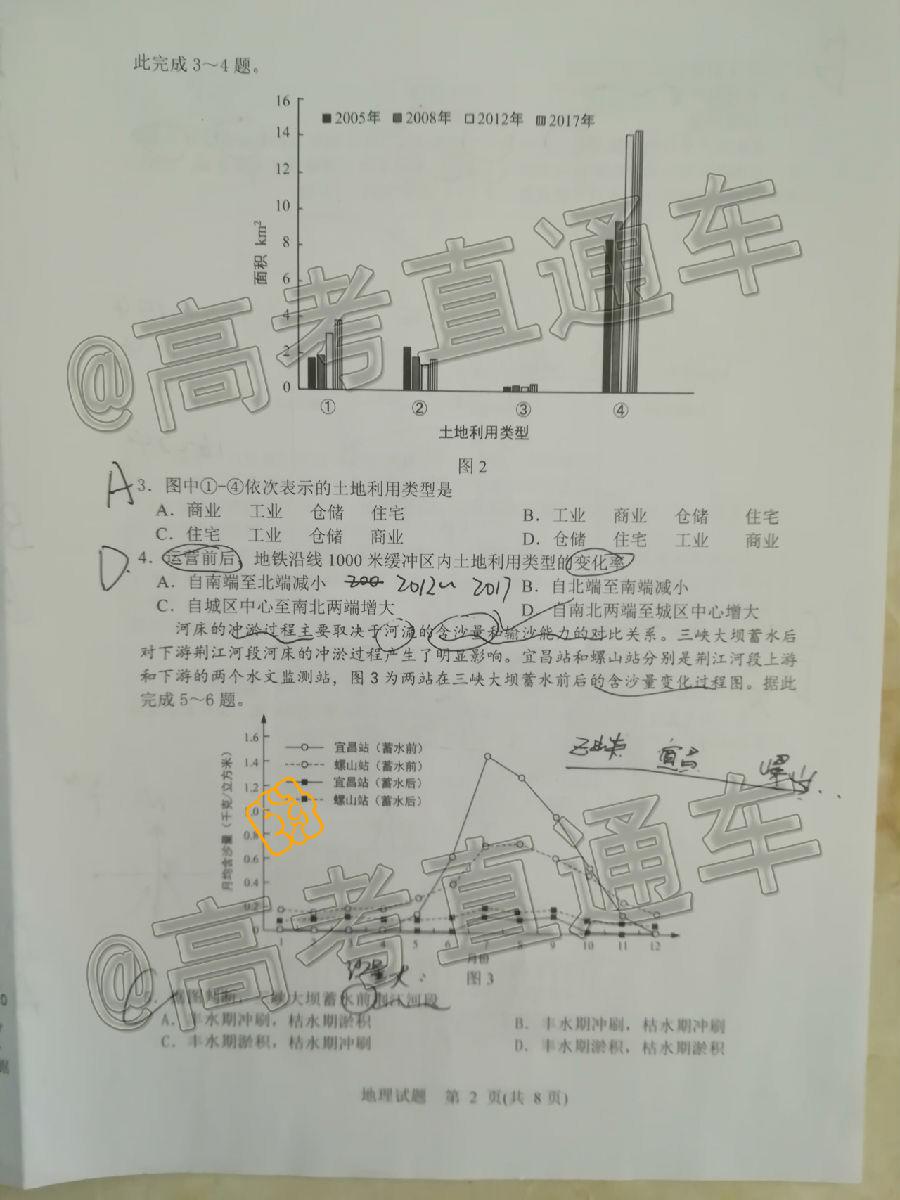 此完成3～4题。
16
■2005年 ■2008年 □2012年 ▥2017年
14
12
10
8
6
4
2
0
面积 km²
① ② ③ ④
土地利用类型
图2
A
3. 图中①-④依次表示的土地利用类型是
A. 商业 工业 仓储 住宅 B. 工业 商业 仓储 住宅
C. 住宅 工业 仓储 商业 D. 仓储 住宅 工业 商业
D
4. 运营前后，地铁沿线1000米缓冲区内土地利用类型的变化率
A. 自南端至北端减小 2012 2017 B. 自北端至南端减小
C. 自城区中心至南北两端增大 D. 自南北两端至城区中心增大
河床的冲淤过程主要取决于河流的含沙量和输沙能力的对比关系。三峡大坝蓄水后
对下游荆江河段河床的冲淤过程产生了明显影响。宜昌站和螺山站分别是荆江河段上游
和下游的两个水文监测站，图3为两站在三峡大坝蓄水前后的含沙量变化过程图。据此
完成5～6题。
月均含沙量（千克/立方米）
1.6
1.4
1.2
1.0
0.8
0.6
0.4
0.2
0
宜昌站（蓄水前）
螺山站（蓄水前）
宜昌站（蓄水后）
螺山站（蓄水后）
宜昌
1 2 3 4 5 6 7 8 9 10 11 12
月份
图3
大坝蓄水前荆江河段
A. 丰水期冲刷，枯水期淤积 B. 丰水期冲刷，枯水期冲刷
C. 丰水期淤积，枯水期冲刷 D. 丰水期淤积，枯水期淤积
地理试题 第 2 页(共 8 页)
@高考直通车
@高考直通车